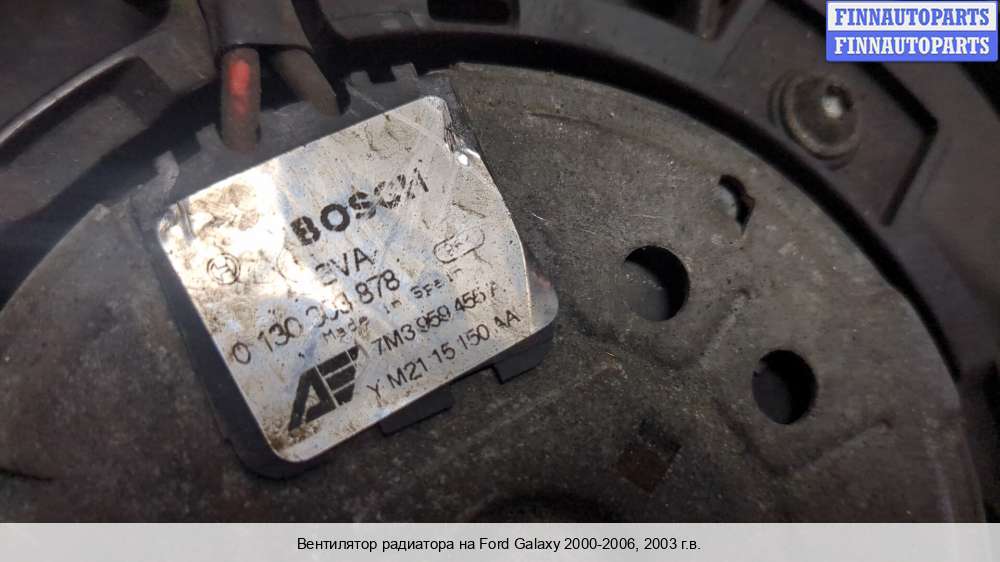 FINNAUTOPARTS
FINNAUTOPARTS
BOSCH
0 130 303 878
Made in Spain
7M3 959 455
Y M21 15 150 AA
Вентилятор радиатора на Ford Galaxy 2000-2006, 2003 г.в.